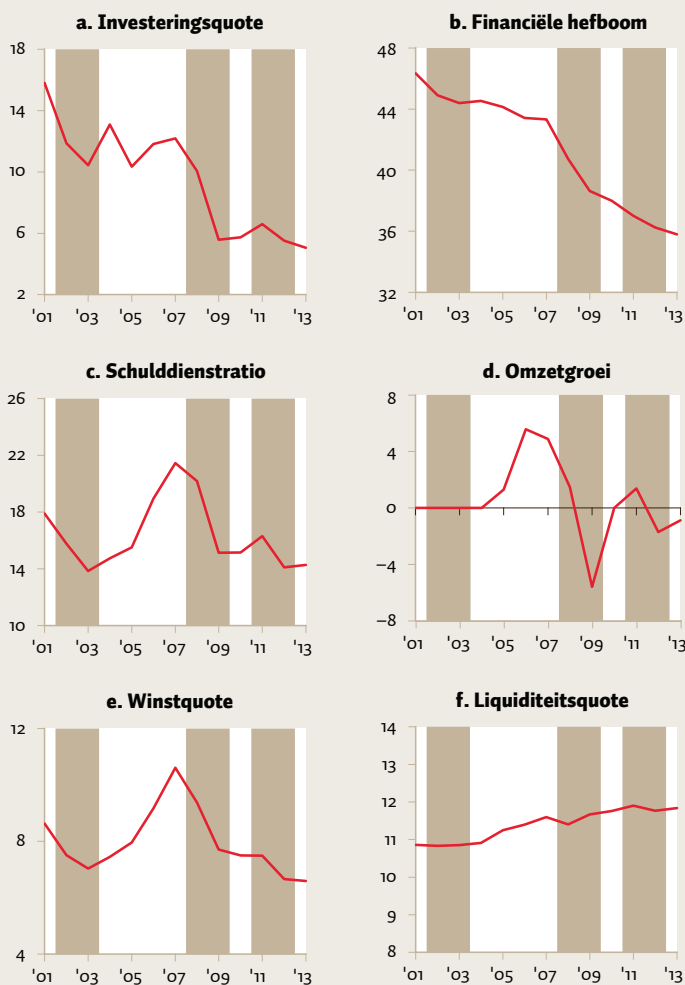 a. Investeringsquote
18
14
10
6
2
'01 '03 '05 '07 '09 '11 '13
b. Financiële hefboom
48
44
40
36
32
'01 '03 '05 '07 '09 '11 '13
c. Schulddienstratio
26
22
18
14
10
'01 '03 '05 '07 '09 '11 '13
d. Omzetgroei
8
4
0
−4
−8
'01 '03 '05 '07 '09 '11 '13
e. Winstquote
12
8
4
'01 '03 '05 '07 '09 '11 '13
f. Liquiditeitsquote
14
13
12
11
10
9
8
'01 '03 '05 '07 '09 '11 '13